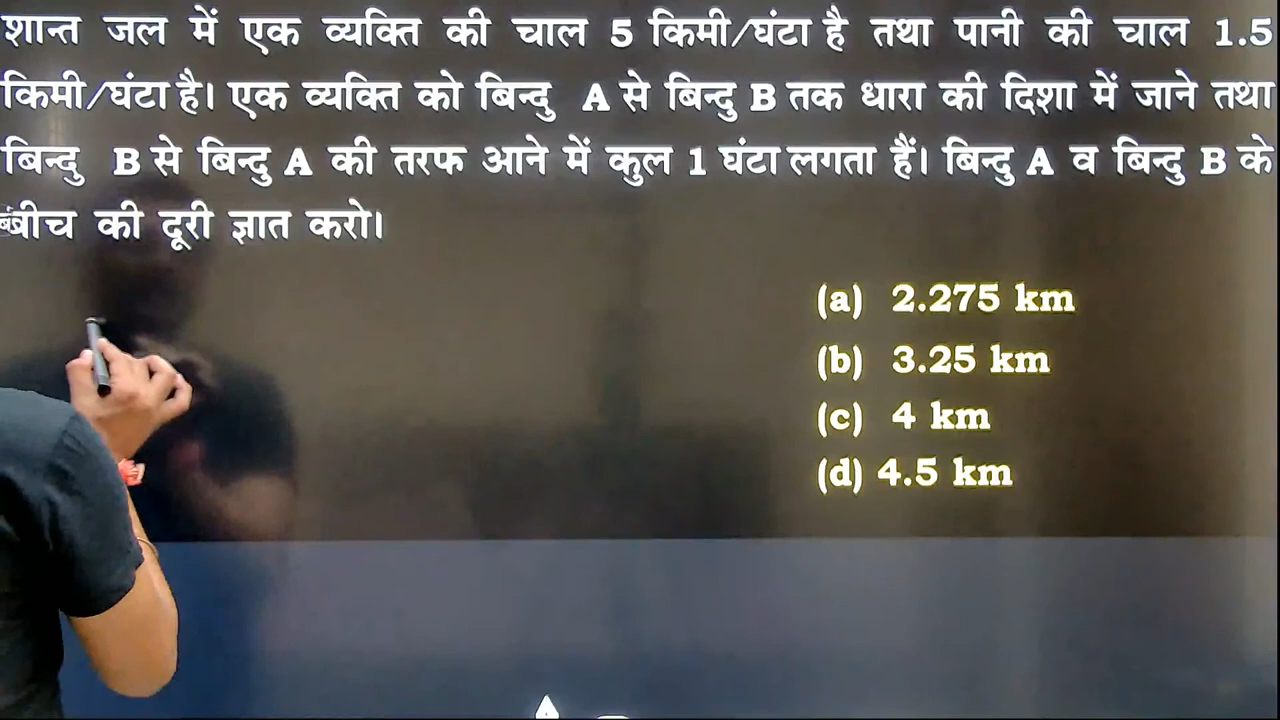 शान्त जल में एक व्यक्ति की चाल 5 किमी/घंटा है तथा पानी की चाल 1.5
किमी/घंटा है। एक व्यक्ति को बिन्दु A से बिन्दु B तक धारा की दिशा में जाने तथा
बिन्दु B से बिन्दु A की तरफ आने में कुल 1 घंटा लगता हैं। बिन्दु A व बिन्दु B के
बीच की दूरी ज्ञात करो।
(a) 2.275 km
(b) 3.25 km
(c) 4 km
(d) 4.5 km